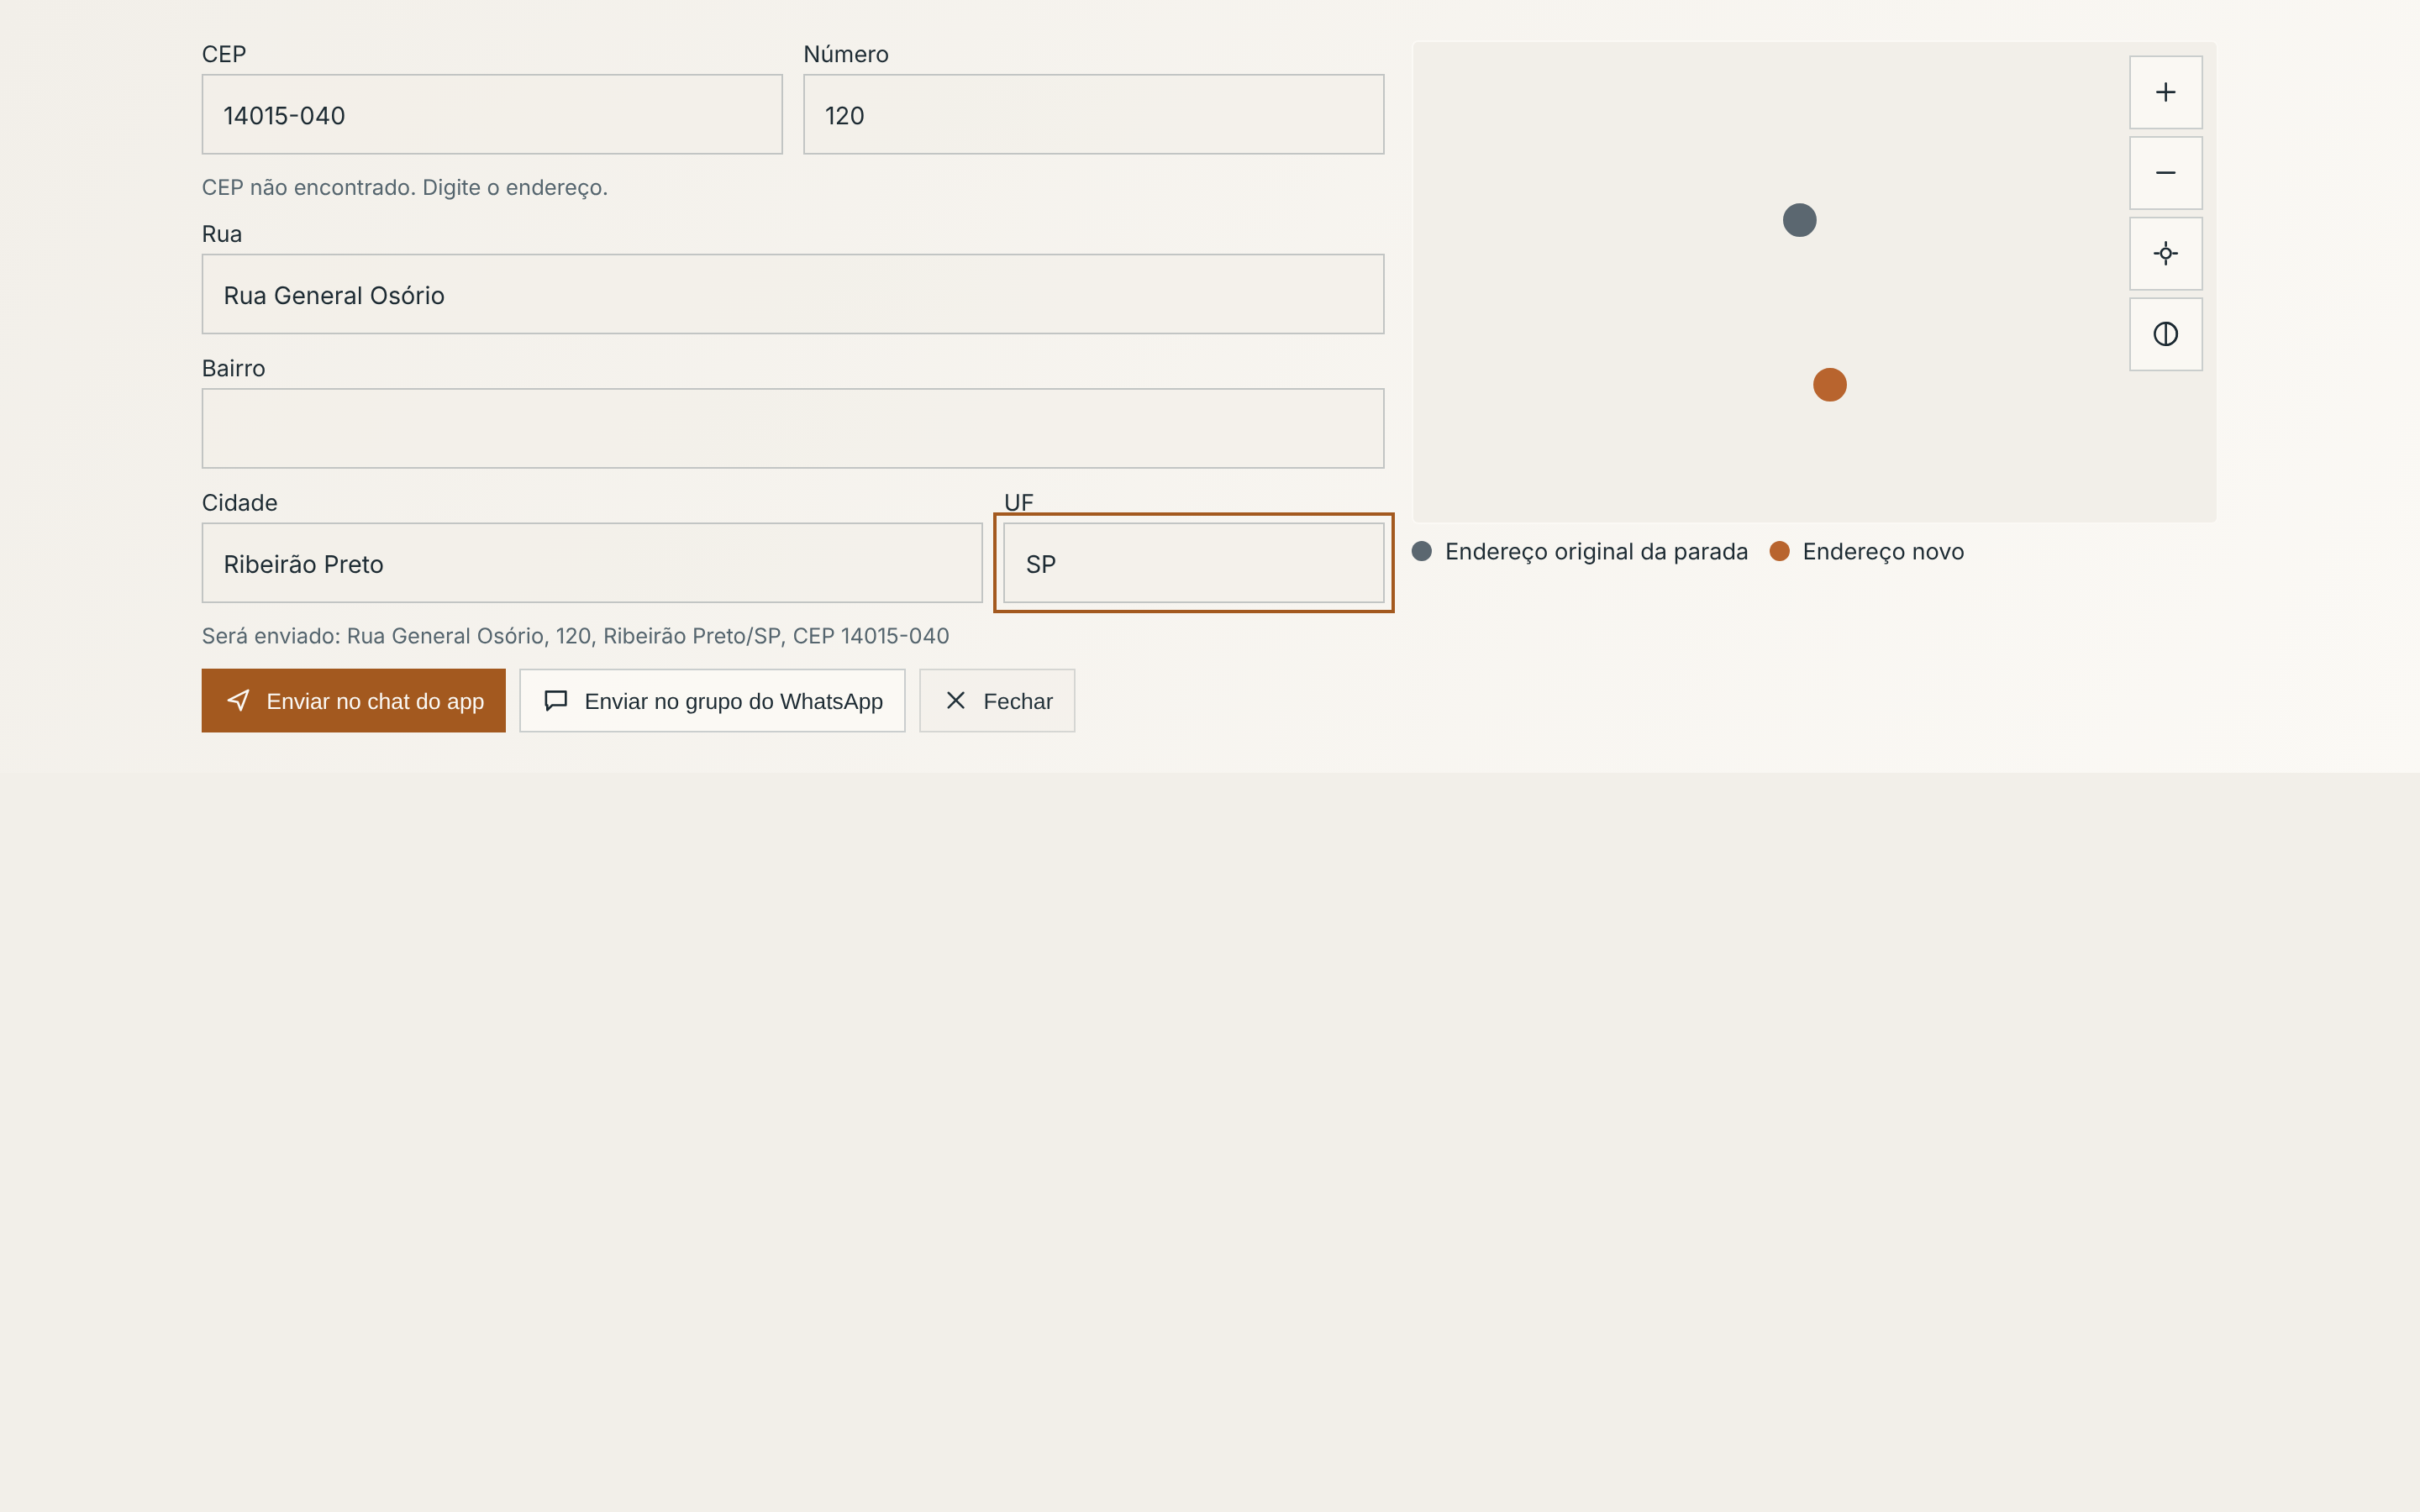 CEP
Número
14015-040
120
CEP não encontrado. Digite o endereço.
Rua
Rua General Osório
Bairro
Cidade
UF
Ribeirão Preto
SP
Será enviado: Rua General Osório, 120, Ribeirão Preto/SP, CEP 14015-040
Enviar no chat do app
Enviar no grupo do WhatsApp
Fechar
Endereço original da parada
Endereço novo